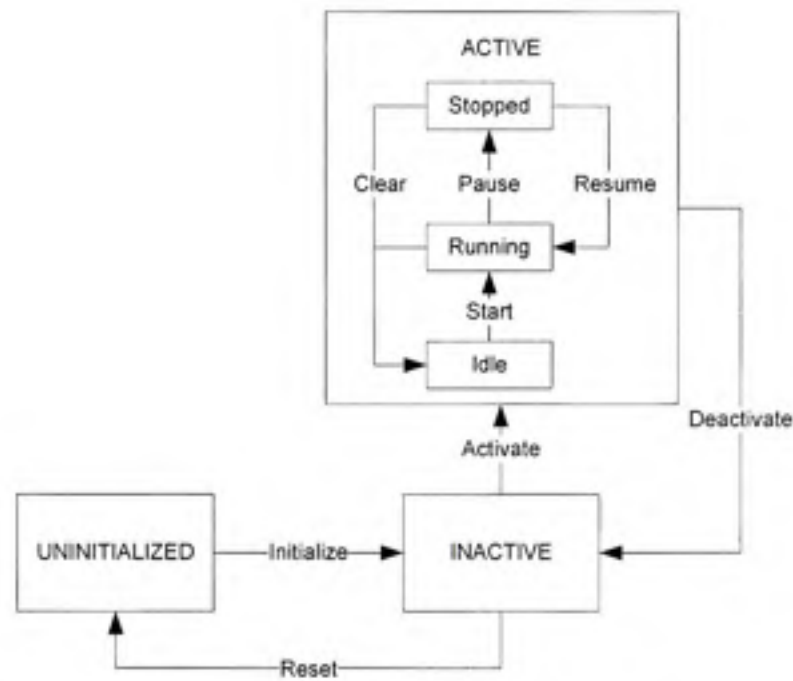 ACTIVE
Stopped
Clear
Pause
Resume
Running
Start
Idle
Deactivate
Activate
UNINITIALIZED
Initialize
INACTIVE
Reset